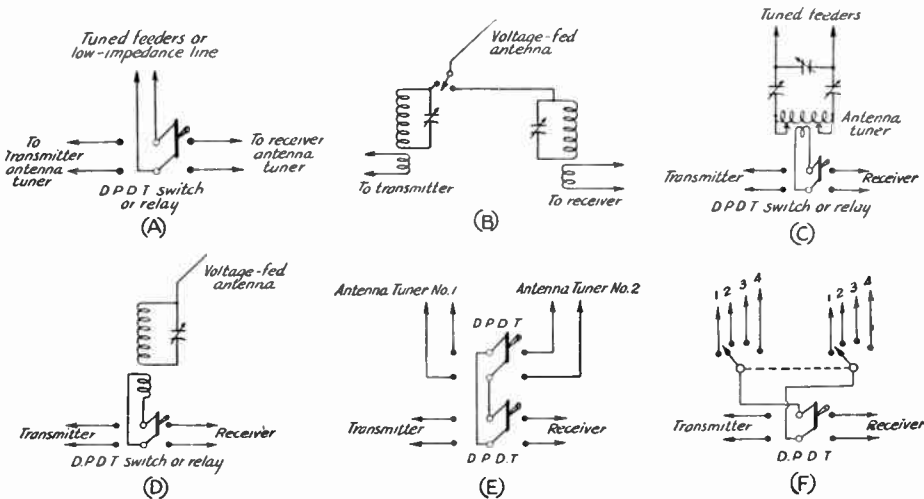 Tuned feeders or
low-impedance line
To
Transmitter
antenna
tuner
To receiver
antenna
tuner
D.P.D.T. switch
or relay
(A)
Voltage-fed
antenna
To transmitter
To receiver
(B)
Tuned feeders
Antenna
tuner
Transmitter
Receiver
D P D T switch or relay
(C)
Voltage-fed
antenna
Transmitter
Receiver
D.P.D.T switch or relay
(D)
Antenna Tuner No.1
Antenna Tuner No.2
D P D T
Transmitter
Receiver
D P D.T
(E)
1 2 3 4
1 2 3 4
Transmitter
Receiver
D P D T
(F)